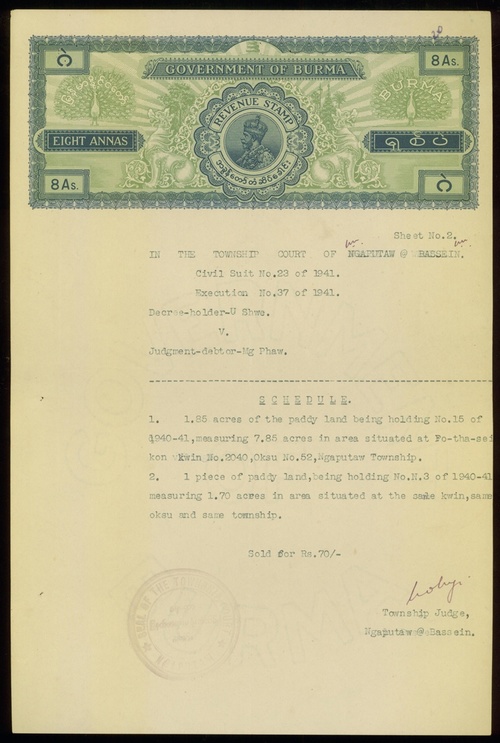 20
8 As.
GOVERNMENT OF BURMA
BURMA
REVENUE STAMP
EIGHT ANNAS
8 As.
Sheet No.2.
IN THE TOWNSHIP COURT OF NGAPUTAW @ BASSEIN.
Civil Suit No.23 of 1941.
Execution No.37 of 1941.
Decree-holder-U Shwe.
V.
Judgment-debtor-Mg Phaw.
SCHEDULE.
1. 1.85 acres of the paddy land being holding No.15 of
1940-41,measuring 7.85 acres in area situated at Po-tha-sei
kon Kwin No.2040,Oksu No.52,Ngaputaw Township.
2. 1 piece of paddy land,being holding No.N.3 of 1940-41
measuring 1.70 acres in area situated at the same kwin,same
oksu and same township.
Sold for Rs.70/-
Township Judge,
Ngaputaw @ Bassein.